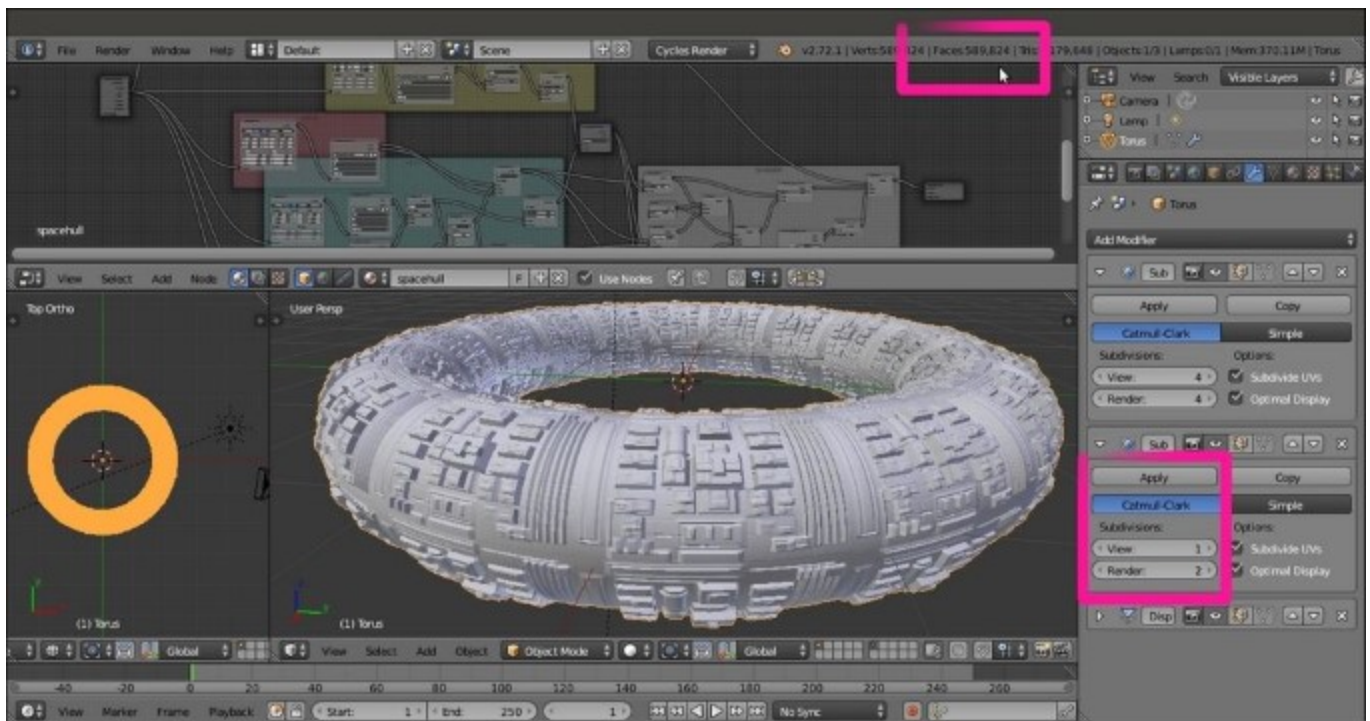 File Render Window Help Default Scene Cycles Render v2.72.1 | Verts:589,824 | Faces:589,824 | Tris:1,179,648 | Objects:1/3 | Lamps:0/1 | Mem:370.11M | Torus
View Search Visible Layers
Camera
Lamp
Torus
spacehull
Torus
Add Modifier
View Select Add Node spacehull F Use Nodes
Sub
Apply Copy
Catmull-Clark Simple
Subdivisions: Options:
View: 4 Subdivide UVs
Render: 4 Optimal Display
Top Ortho
User Persp
Sub
Apply Copy
Catmull-Clark Simple
Subdivisions: Options:
View: 1 Subdivide UVs
Render: 2 Optimal Display
Disp
(1) Torus
(1) Torus
Global View Select Add Object Object Mode Global
-40 -20 0 20 40 60 80 100 120 140 160 180 200 220 240 260
View Marker Frame Playback Start: 1 End: 250 1 No Sync